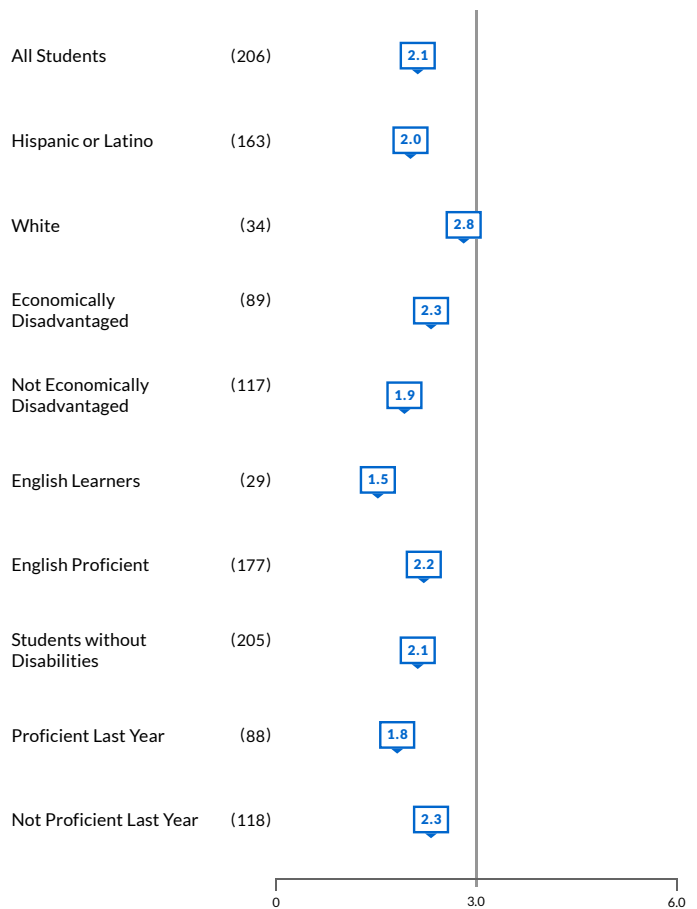 All Students (206) 2.1
Hispanic or Latino (163) 2.0
White (34) 2.8
Economically (89)
Disadvantaged
2.3
Not Economically (117)
Disadvantaged
1.9
English Learners (29) 1.5
English Proficient (177) 2.2
Students without (205)
Disabilities
2.1
Proficient Last Year (88) 1.8
Not Proficient Last Year (118) 2.3
0 3.0 6.0